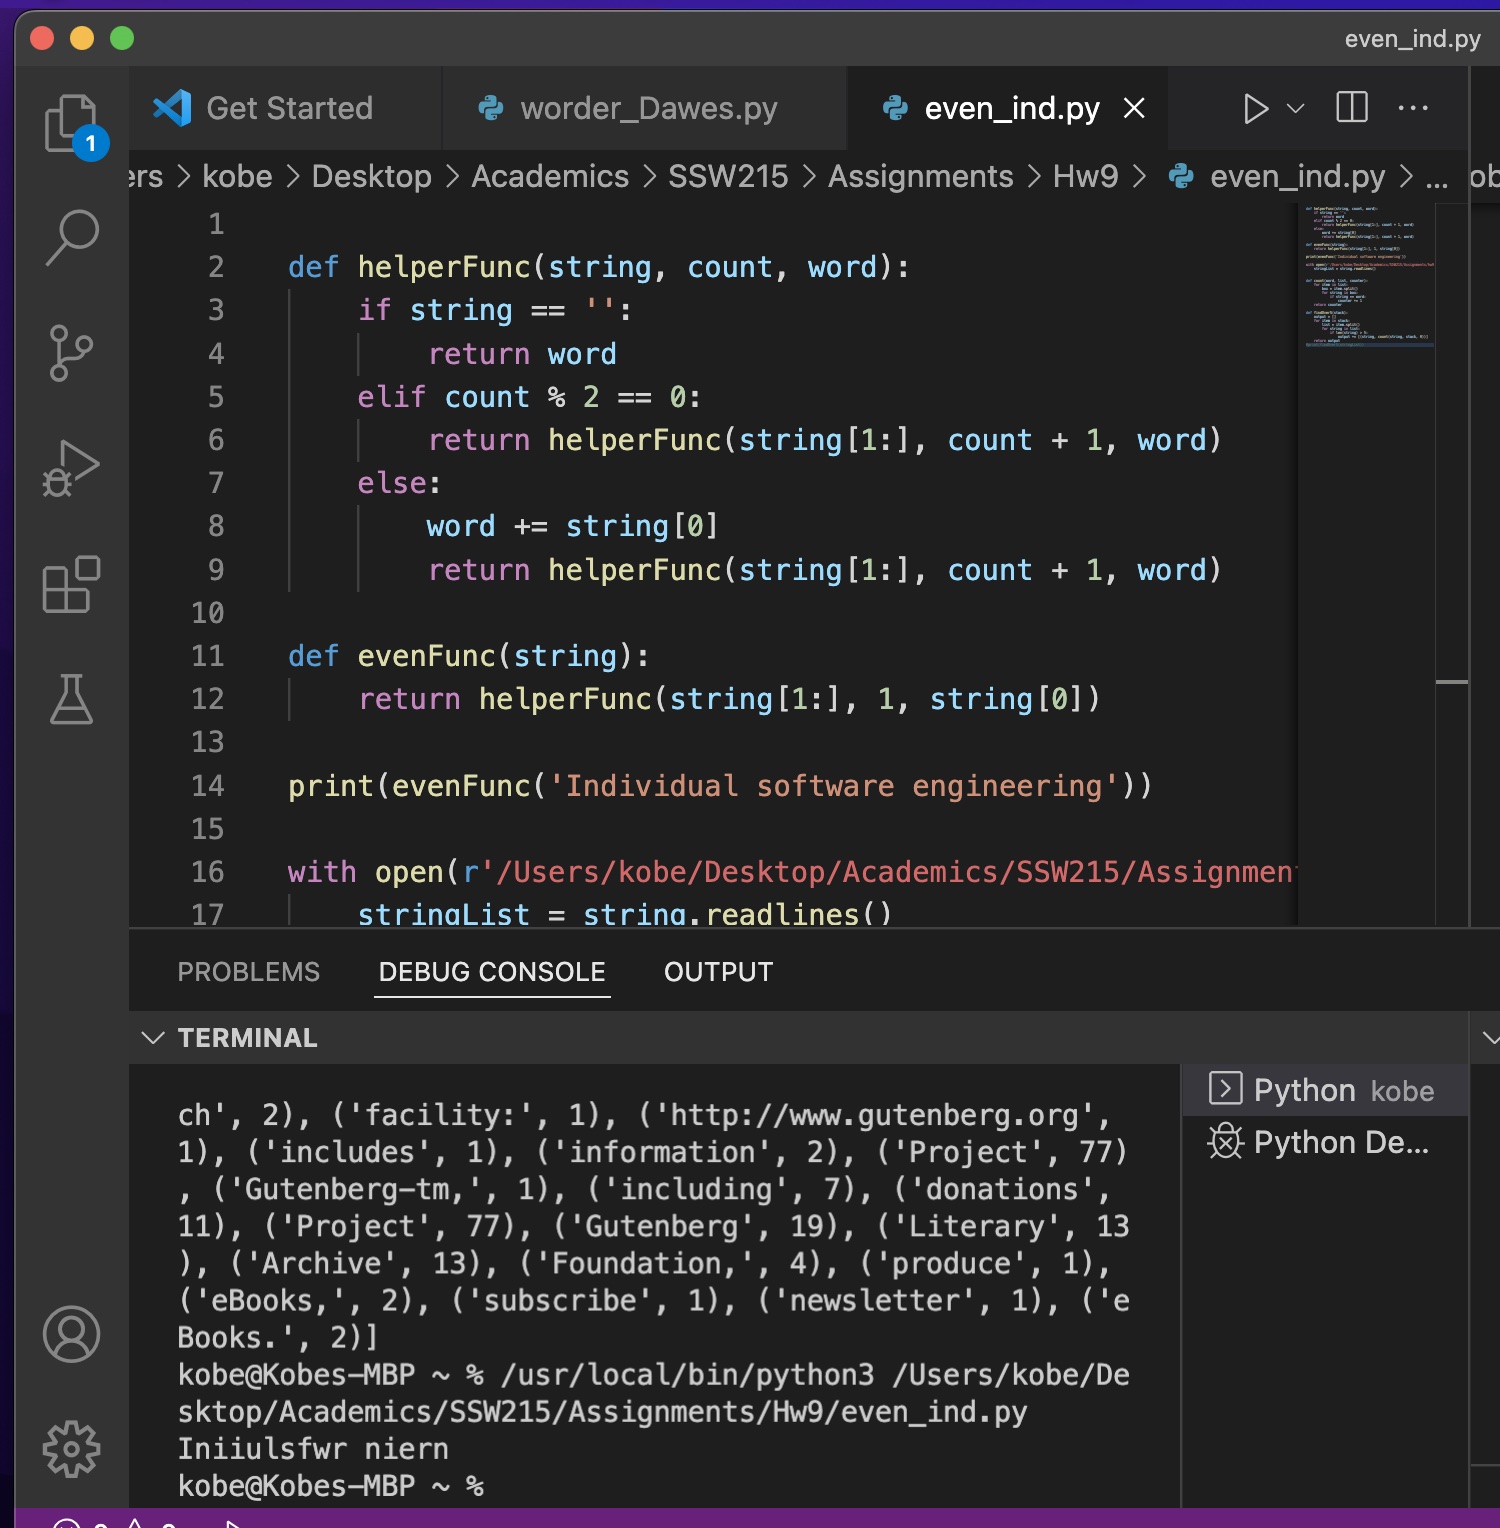 even_ind.py
1
Get Started
worder_Dawes.py
even_ind.py
ers > kobe > Desktop > Academics > SSW215 > Assignments > Hw9 > even_ind.py > ...
1
2 def helperFunc(string, count, word):
3     if string == '':
4         return word
5     elif count % 2 == 0:
6         return helperFunc(string[1:], count + 1, word)
7     else:
8         word += string[0]
9         return helperFunc(string[1:], count + 1, word)
10
11 def evenFunc(string):
12     return helperFunc(string[1:], 1, string[0])
13
14 print(evenFunc('Individual software engineering'))
15
16 with open(r'/Users/kobe/Desktop/Academics/SSW215/Assignmen
17     stringList = string.readlines()
PROBLEMS DEBUG CONSOLE OUTPUT
TERMINAL
ch', 2), ('facility:', 1), ('http://www.gutenberg.org',
1), ('includes', 1), ('information', 2), ('Project', 77)
, ('Gutenberg-tm,', 1), ('including', 7), ('donations',
11), ('Project', 77), ('Gutenberg', 19), ('Literary', 13
), ('Archive', 13), ('Foundation,', 4), ('produce', 1),
('eBooks,', 2), ('subscribe', 1), ('newsletter', 1), ('e
Books.', 2)]
kobe@Kobes-MBP ~ % /usr/local/bin/python3 /Users/kobe/De
sktop/Academics/SSW215/Assignments/Hw9/even_ind.py
Iniiulsfwr niern
kobe@Kobes-MBP ~ %
Python kobe
Python De...